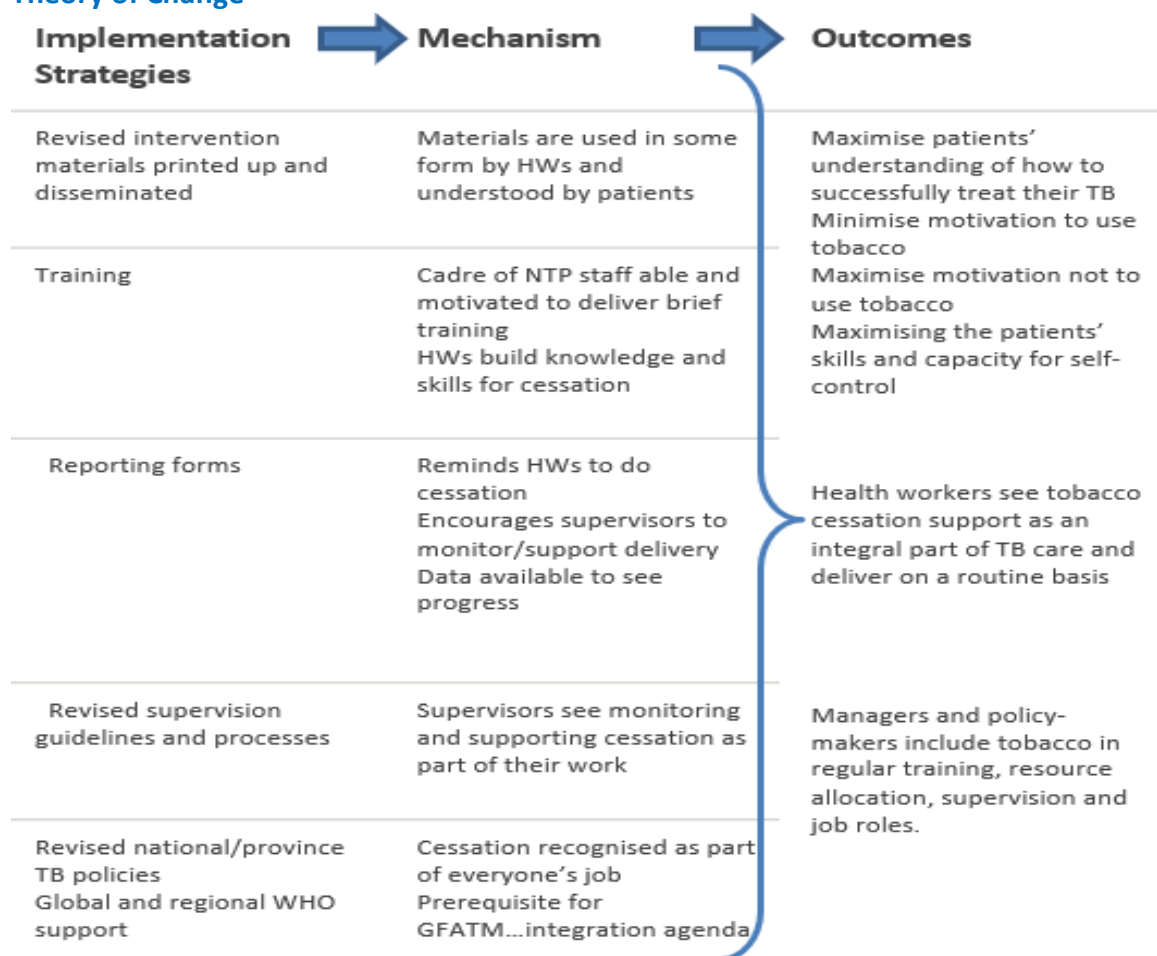 Theory of Change
Implementation Strategies
Mechanism
Outcomes
Revised intervention
materials printed up and
disseminated
Materials are used in some
form by HWs and
understood by patients
Maximise patients’
understanding of how to
successfully treat their TB
Minimise motivation to use
tobacco
Maximise motivation not to
use tobacco
Maximising the patients’
skills and capacity for self-
control
Training
Cadre of NTP staff able and
motivated to deliver brief
training
HWs build knowledge and
skills for cessation
Reporting forms
Reminds HWs to do
cessation
Encourages supervisors to
monitor/support delivery
Data available to see
progress
Health workers see tobacco
cessation support as an
integral part of TB care and
deliver on a routine basis
Revised supervision
guidelines and processes
Supervisors see monitoring
and supporting cessation as
part of their work
Managers and policy-
makers include tobacco in
regular training, resource
allocation, supervision and
job roles.
Revised national/province
TB policies
Global and regional WHO
support
Cessation recognised as part
of everyone’s job
Prerequisite for
GFATM...integration agenda